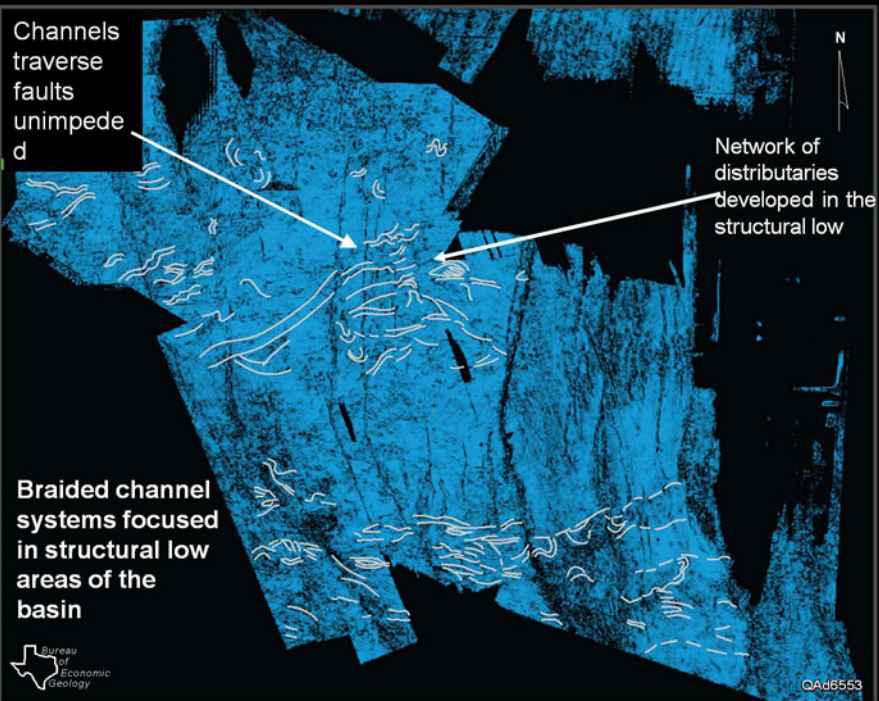 Channels
traverse
faults
unimpede
d
N
Network of
distributaries
developed in the
structural low
Braided channel
systems focused
in structural low
areas of the
basin
Bureau
of
Economic
Geology
QAd6553